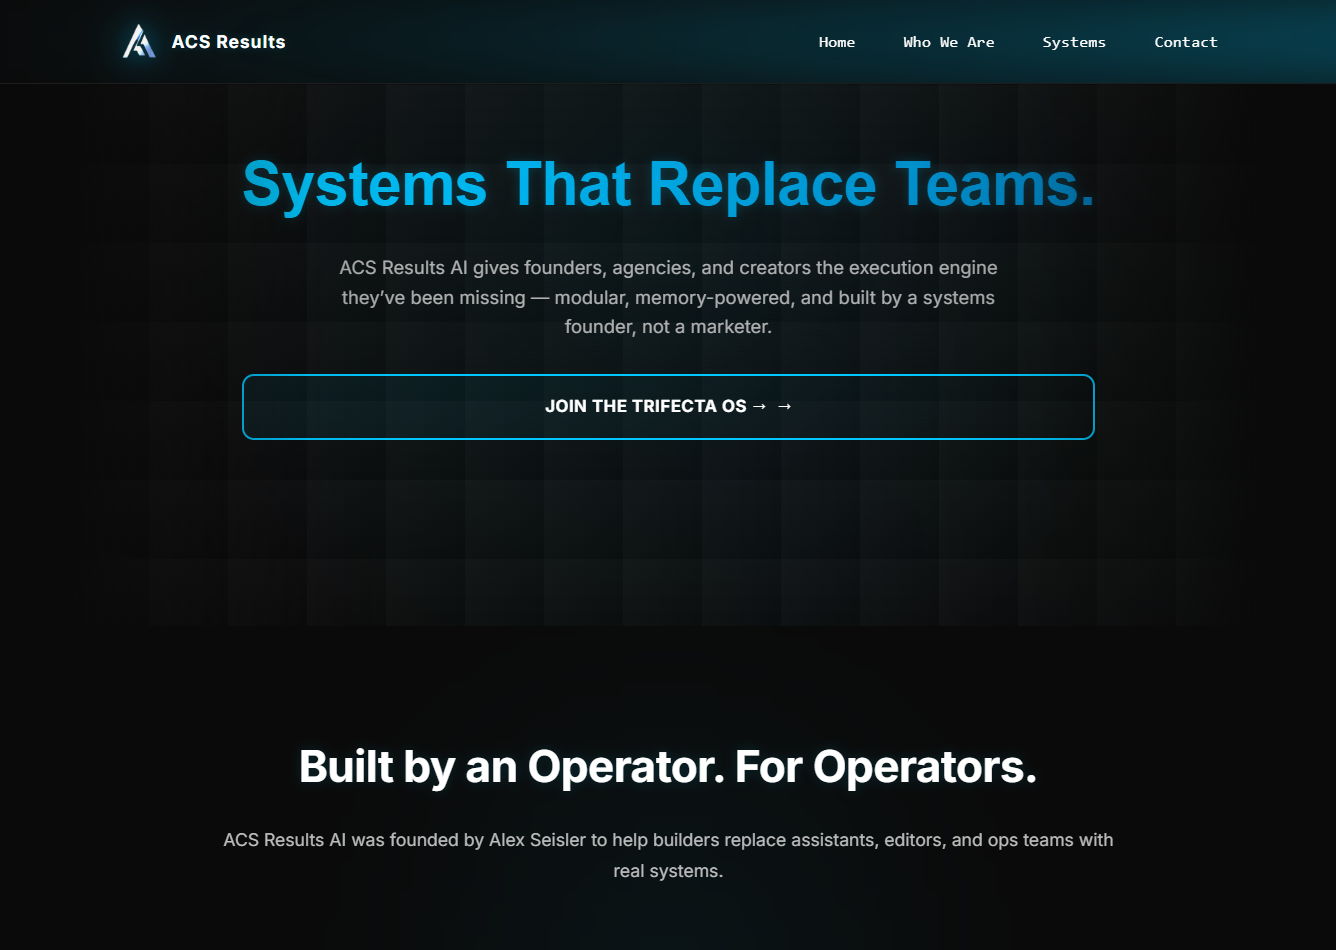 ACS Results
Home Who We Are Systems Contact
Systems That Replace Teams.
ACS Results AI gives founders, agencies, and creators the execution engine
they’ve been missing — modular, memory-powered, and built by a systems
founder, not a marketer.
JOIN THE TRIFECTA OS → →
Built by an Operator. For Operators.
ACS Results AI was founded by Alex Seisler to help builders replace assistants, editors, and ops teams with
real systems.